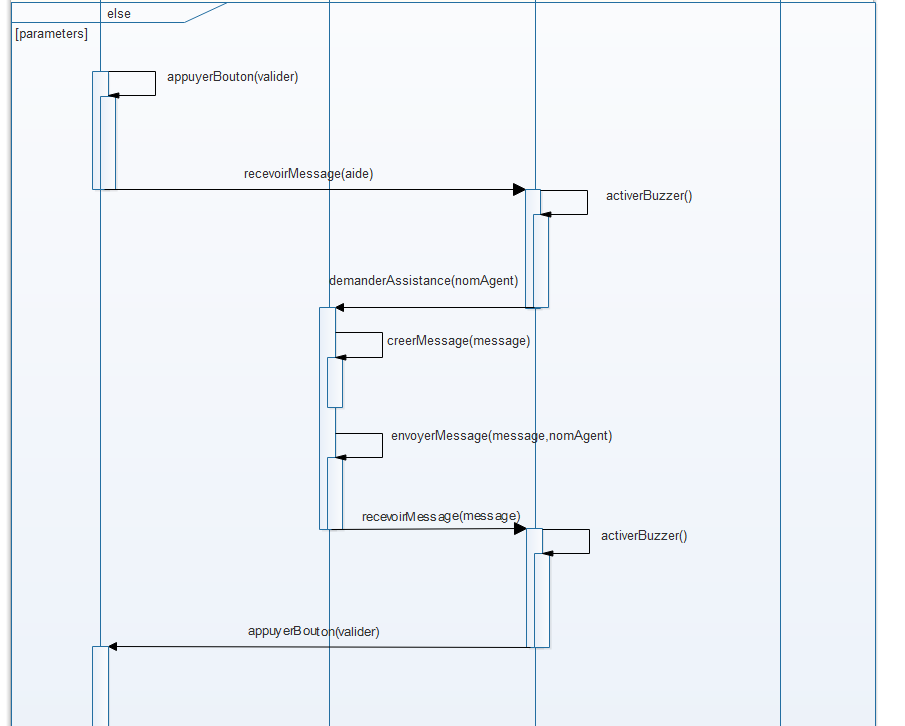 else
[parameters]
appuyerBouton(valider)
recevoirMessage(aide)
activerBuzzer()
demanderAssistance(nomAgent)
creerMessage(message)
envoyerMessage(message,nomAgent)
recevoirMessage(message)
activerBuzzer()
appuyerBouton(valider)